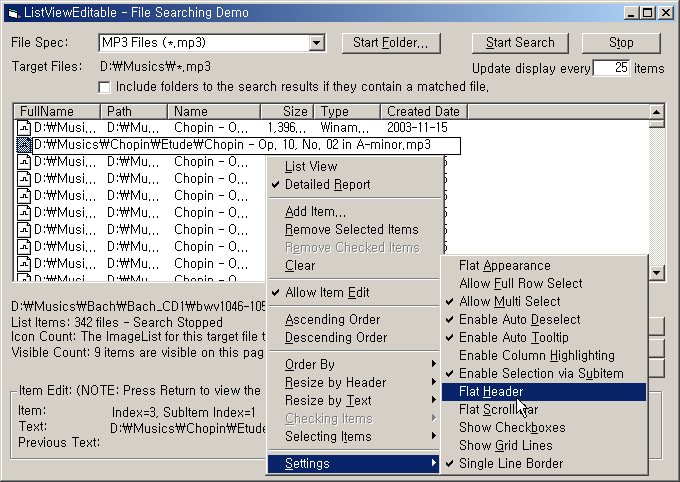 ListViewEditable - File Searching Demo
File Spec: MP3 Files (*.mp3) Start Folder... Start Search Stop
Target Files: D:₩Musics₩*.mp3 Update display every 25 items
Include folders to the search results if they contain a matched file.
FullName Path Name Size Type Created Date
D:₩Musi... D:₩Mu... Chopin - O... 1,396... Winam... 2003-11-15
D:₩Musics₩Chopin₩Etude₩Chopin - Op. 10, No. 02 in A-minor.mp3
D:₩Musi... D:₩Mu... Chopin - O...
D:₩Musi... D:₩Mu... Chopin - O...
D:₩Musi... D:₩Mu... Chopin - O...
D:₩Musi... D:₩Mu... Chopin - O...
D:₩Musi... D:₩Mu... Chopin - O...
D:₩Musi... D:₩Mu... Chopin - O...
D:₩Musi... D:₩Mu... Chopin - O...
List View
Detailed Report
Add Item...
Remove Selected Items
Remove Checked Items
Clear
Allow Item Edit
Ascending Order
Descending Order
Order By
Resize by Header
Resize by Text
Checking Items
Selecting Items
Settings
Flat Appearance
Allow Full Row Select
Allow Multi Select
Enable Auto Deselect
Enable Auto Tooltip
Enable Column Highlighting
Enable Selection via Subitem
Flat Header
Flat Scrollbar
Show Checkboxes
Show Grid Lines
Single Line Border
D:₩Musics₩Bach₩Bach_CD1₩bwv1046-105
List Items: 342 files - Search Stopped
Icon Count: The ImageList for this target file t
Visible Count: 9 items are visible on this pag
Item Edit: (NOTE: Press Return to view the
Item: Index=3, SubItem Index=1
Text: D:₩Musics₩Chopin₩Etude
Previous Text: